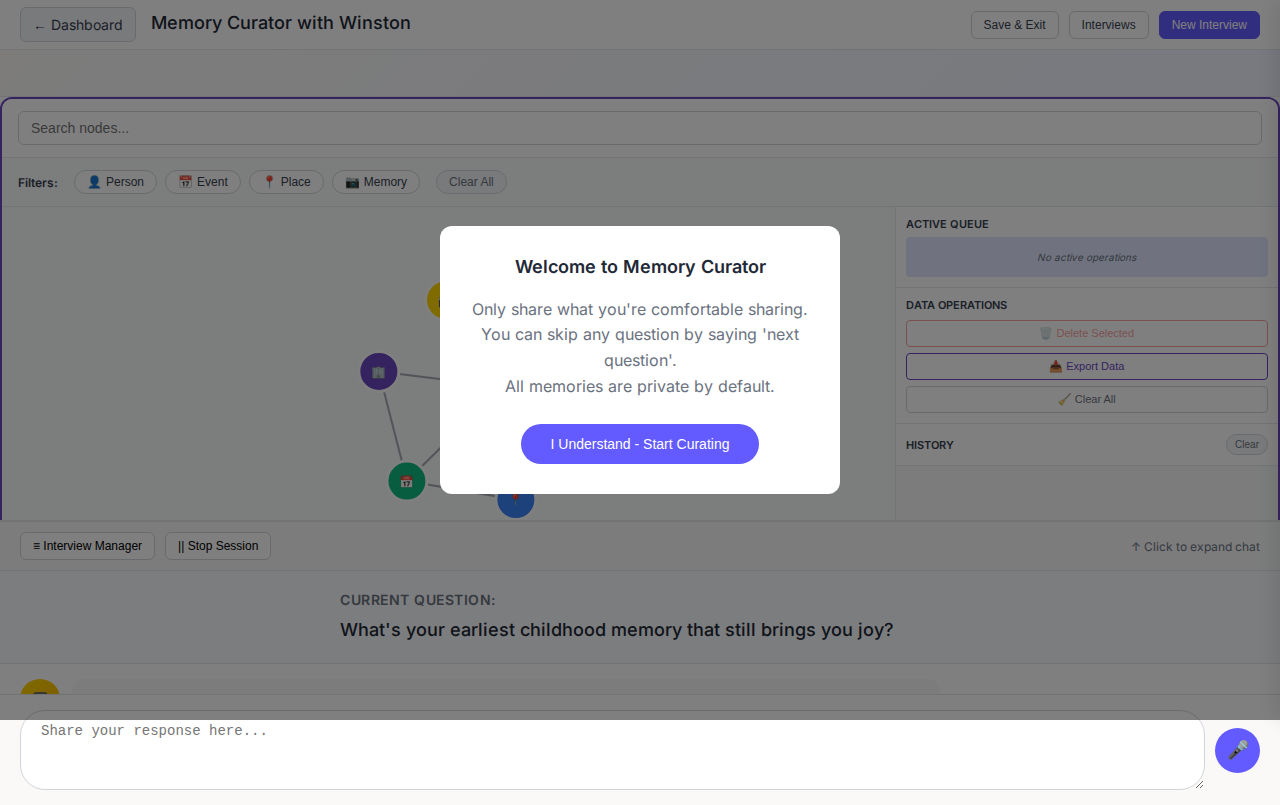 ← Dashboard
Memory Curator with Winston
Save & Exit
Interviews
New Interview
Search nodes...
Filters:
Person
Event
Place
Memory
Clear All
ACTIVE QUEUE
No active operations
DATA OPERATIONS
Delete Selected
Export Data
Clear All
HISTORY
Clear
Welcome to Memory Curator
Only share what you're comfortable sharing.
You can skip any question by saying 'next
question'.
All memories are private by default.
I Understand - Start Curating
≡ Interview Manager
|| Stop Session
↑ Click to expand chat
CURRENT QUESTION:
What's your earliest childhood memory that still brings you joy?
Share your response here...